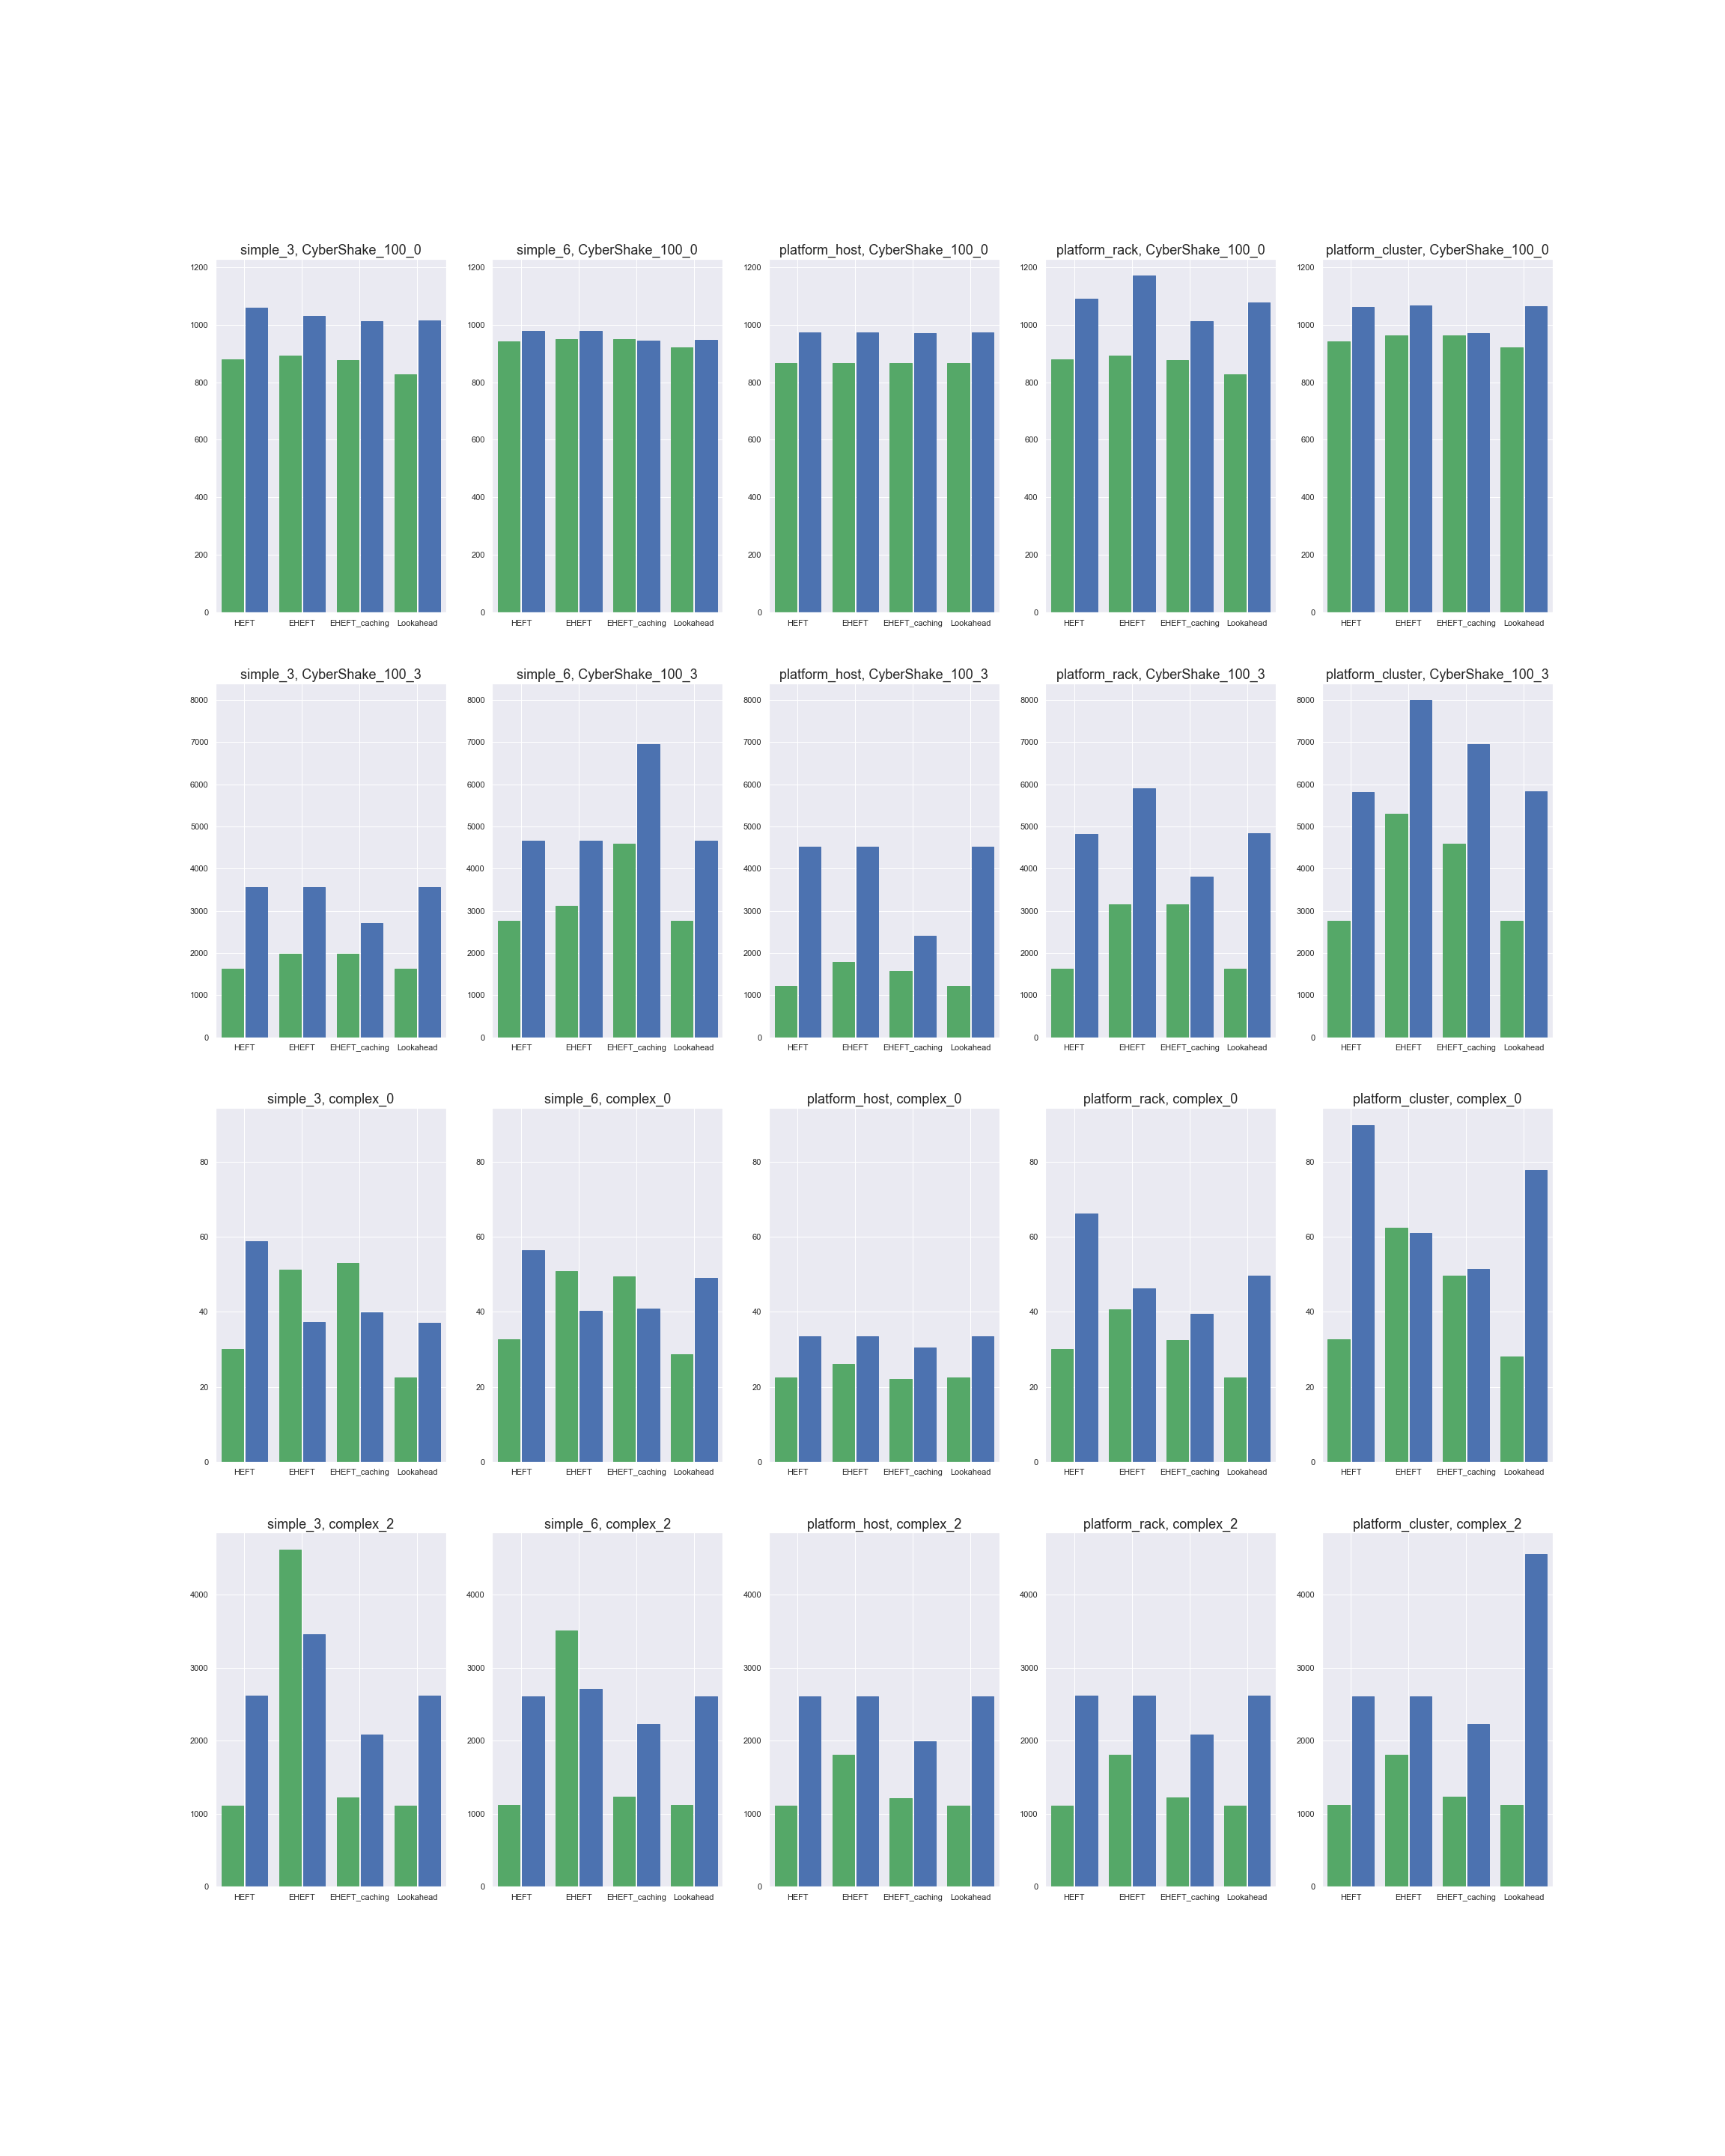 simple_3, CyberShake_100_0 simple_6, CyberShake_100_0 platform_host, CyberShake_100_0 platform_rack, CyberShake_100_0 platform_cluster, CyberShake_100_0
1200 1200 1200 1200 1200
1000 1000 1000 1000 1000
800 800 800 800 800
600 600 600 600 600
400 400 400 400 400
200 200 200 200 200
0 0 0 0 0
HEFT EHEFT EHEFT_caching Lookahead HEFT EHEFT EHEFT_caching Lookahead HEFT EHEFT EHEFT_caching Lookahead HEFT EHEFT EHEFT_caching Lookahead HEFT EHEFT EHEFT_caching Lookahead
simple_3, CyberShake_100_3 simple_6, CyberShake_100_3 platform_host, CyberShake_100_3 platform_rack, CyberShake_100_3 platform_cluster, CyberShake_100_3
8000 8000 8000 8000 8000
7000 7000 7000 7000 7000
6000 6000 6000 6000 6000
5000 5000 5000 5000 5000
4000 4000 4000 4000 4000
3000 3000 3000 3000 3000
2000 2000 2000 2000 2000
1000 1000 1000 1000 1000
0 0 0 0 0
HEFT EHEFT EHEFT_caching Lookahead HEFT EHEFT EHEFT_caching Lookahead HEFT EHEFT EHEFT_caching Lookahead HEFT EHEFT EHEFT_caching Lookahead HEFT EHEFT EHEFT_caching Lookahead
simple_3, complex_0 simple_6, complex_0 platform_host, complex_0 platform_rack, complex_0 platform_cluster, complex_0
80 80 80 80 80
60 60 60 60 60
40 40 40 40 40
20 20 20 20 20
0 0 0 0 0
HEFT EHEFT EHEFT_caching Lookahead HEFT EHEFT EHEFT_caching Lookahead HEFT EHEFT EHEFT_caching Lookahead HEFT EHEFT EHEFT_caching Lookahead HEFT EHEFT EHEFT_caching Lookahead
simple_3, complex_2 simple_6, complex_2 platform_host, complex_2 platform_rack, complex_2 platform_cluster, complex_2
4000 4000 4000 4000 4000
3000 3000 3000 3000 3000
2000 2000 2000 2000 2000
1000 1000 1000 1000 1000
0 0 0 0 0
HEFT EHEFT EHEFT_caching Lookahead HEFT EHEFT EHEFT_caching Lookahead HEFT EHEFT EHEFT_caching Lookahead HEFT EHEFT EHEFT_caching Lookahead HEFT EHEFT EHEFT_caching Lookahead